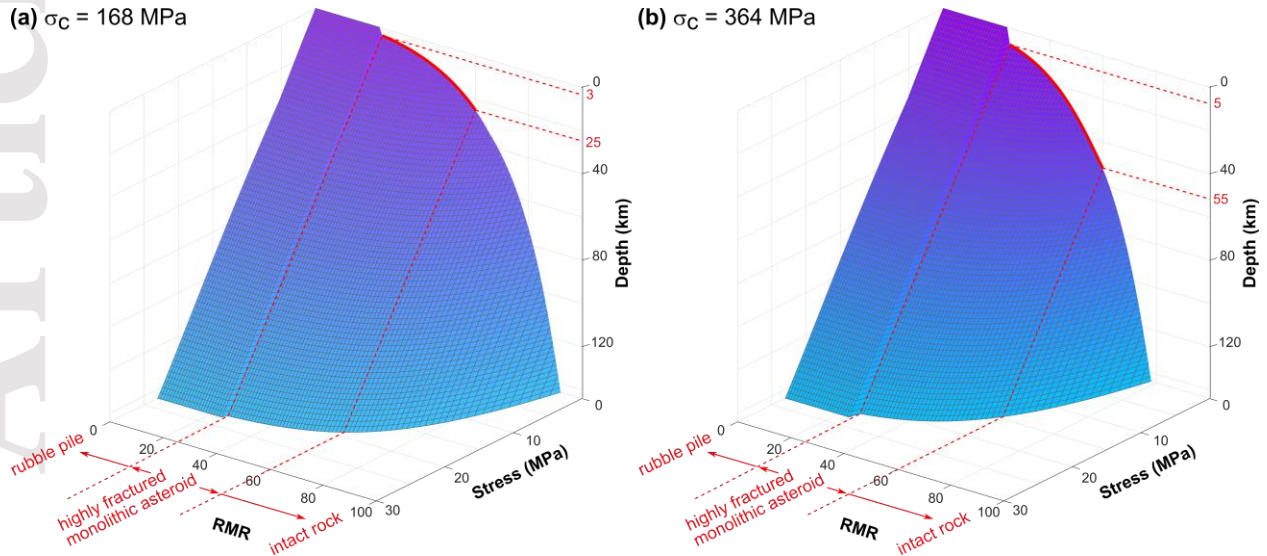 (a) σC = 168 MPa
0
3
25
40
80
120
0
Depth (km)
10
20
30
Stress (MPa)
0
20
40
60
80
100
RMR
rubble pile
highly fractured
monolithic asteroid
intact rock
(b) σC = 364 MPa
0
5
40
55
80
120
0
Depth (km)
10
20
30
Stress (MPa)
0
20
40
60
80
100
RMR
rubble pile
highly fractured
monolithic asteroid
intact rock